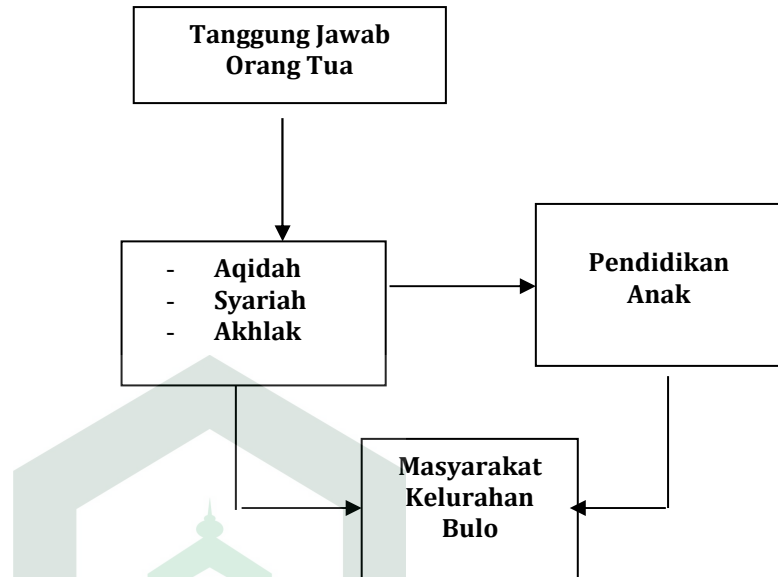 Tanggung Jawab
Orang Tua
- Aqidah
- Syariah
- Akhlak
Pendidikan
Anak
Masyarakat
Kelurahan
Bulo